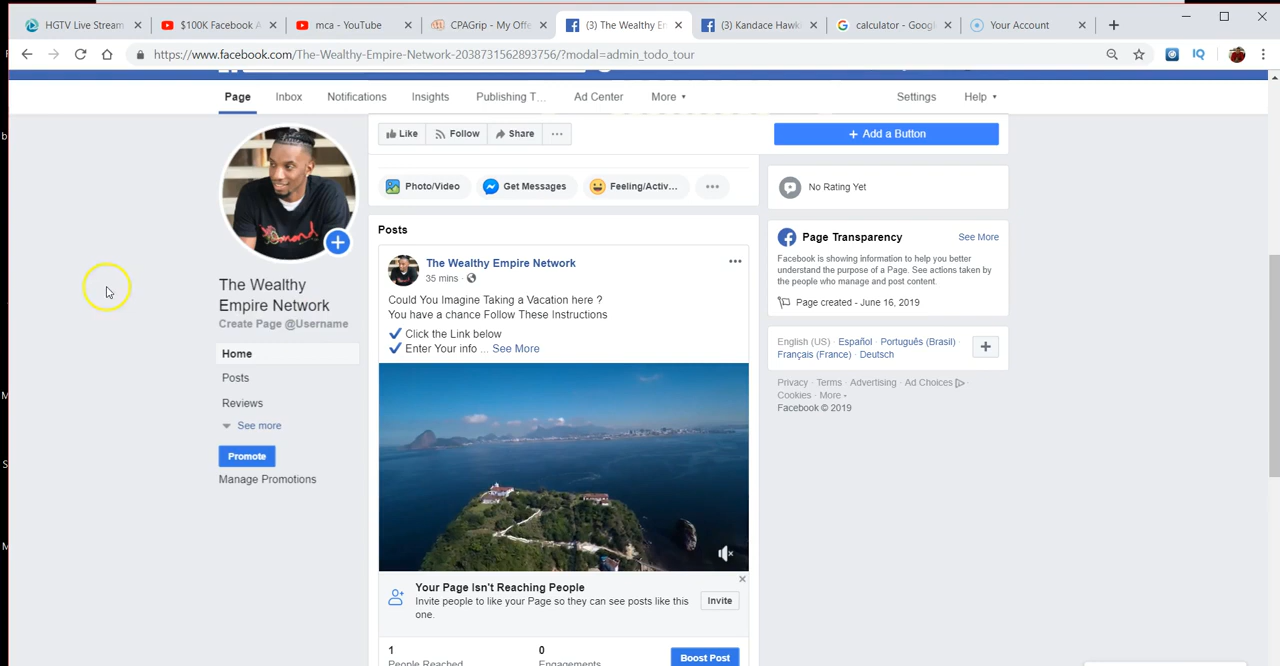 HGTV Live Stream
$100K Facebook A
mca - YouTube
CPAGrip - My Offe
(3) The Wealthy E
(3) Kandace Hawk
calculator - Goog
Your Account
https://www.facebook.com/The-Wealthy-Empire-Network-2038731562893756/?modal=admin_todo_tour
IQ
Page
Inbox
Notifications
Insights
Publishing T...
Ad Center
More
Settings
Help
Like
Follow
Share
...
+ Add a Button
Photo/Video
Get Messages
Feeling/Activ...
...
No Rating Yet
Posts
Page Transparency
See More
Facebook is showing information to help you better
understand the purpose of a Page. See actions taken by
the people who manage and post content.
Page created - June 16, 2019
The Wealthy Empire Network
35 mins ·
...
Could You Imagine Taking a Vacation here ?
You have a chance Follow These Instructions
✔ Click the Link below
✔ Enter Your info ... See More
The Wealthy
Empire Network
Create Page @Username
Home
Posts
Reviews
See more
Promote
Manage Promotions
English (US) · Español · Português (Brasil) ·
Français (France) · Deutsch
+
Privacy · Terms · Advertising · Ad Choices ·
Cookies · More
Facebook © 2019
Your Page Isn't Reaching People
Invite people to like your Page so they can see posts like this
one.
Invite
1
People Reached
0
Engagements
Boost Post